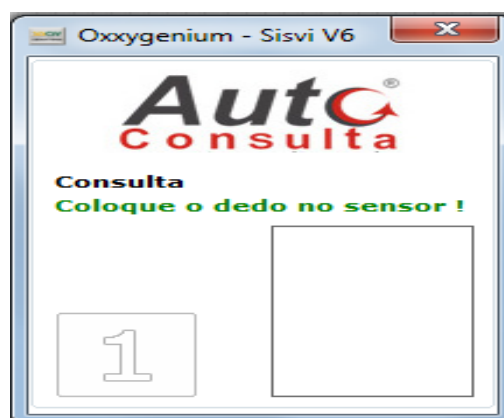 Oxxygenium - Sisvi V6
Auto®
Consulta
Consulta
Coloque o dedo no sensor !
1